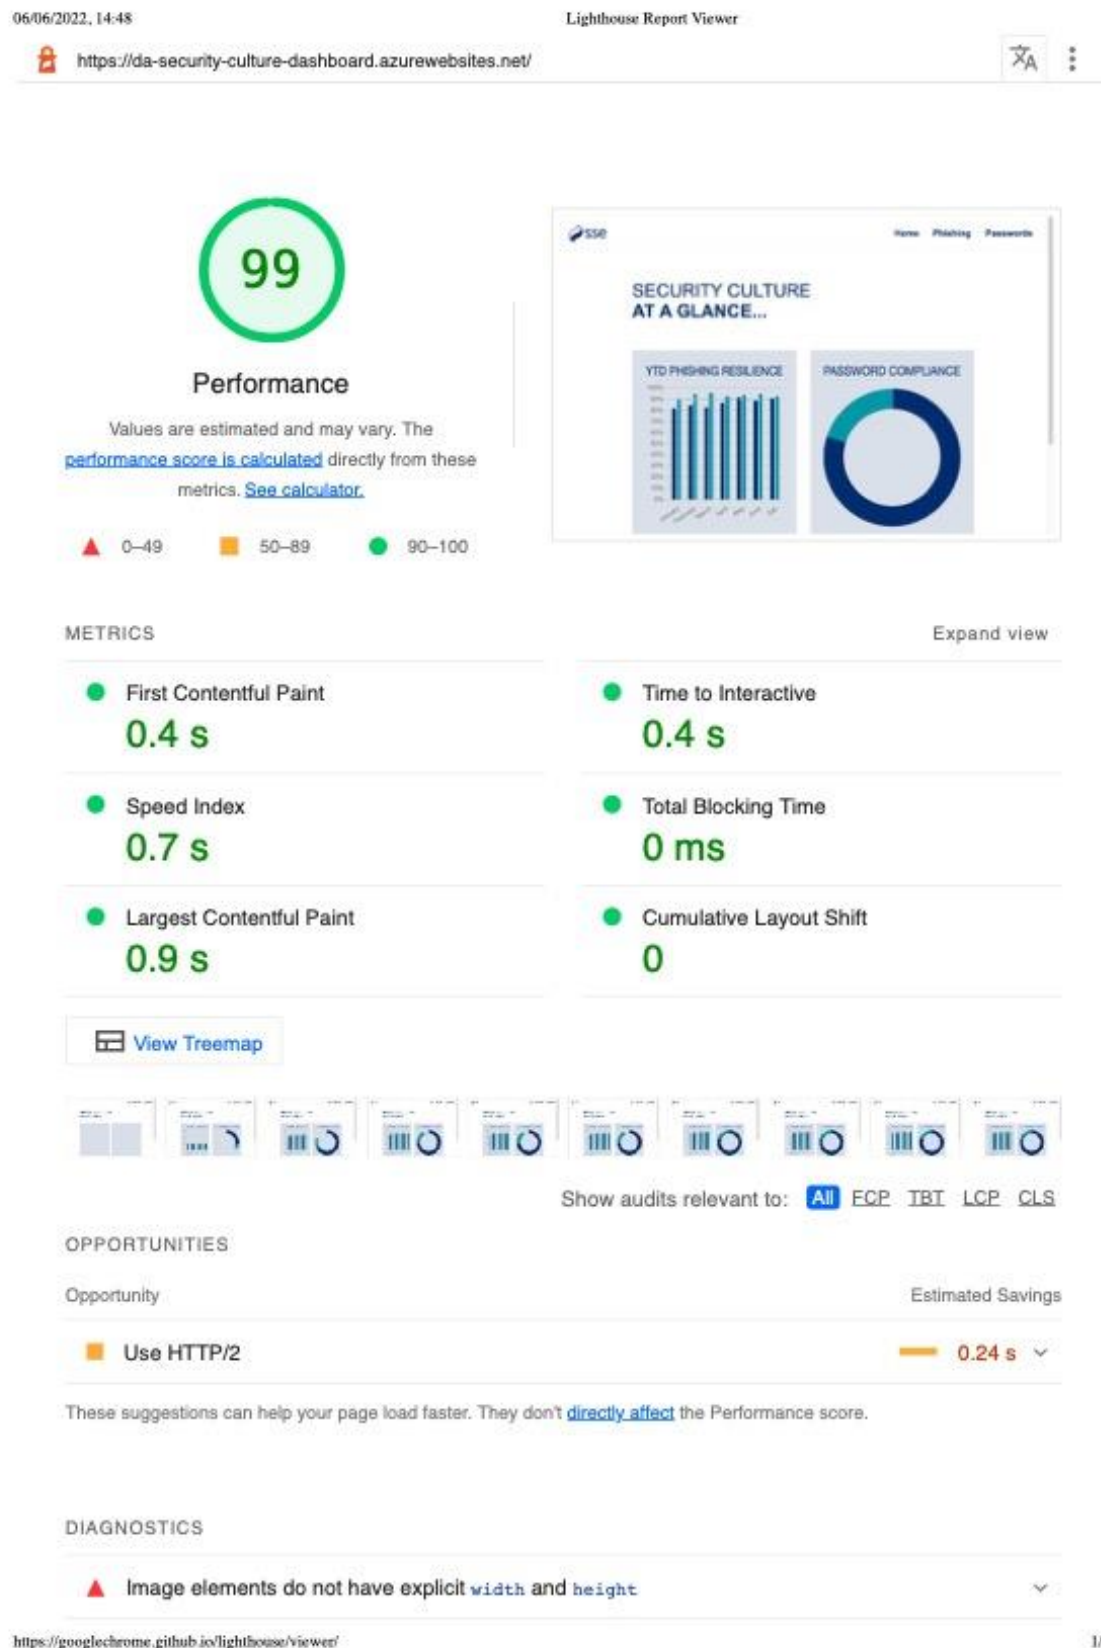 06/06/2022, 14:48
Lighthouse Report Viewer
https://da-security-culture-dashboard.azurewebsites.net/
99
Performance
Values are estimated and may vary. The
performance score is calculated directly from these
metrics. See calculator.
0–49
50–89
90–100
sse
Home Phishing Passwords
SECURITY CULTURE
AT A GLANCE...
YTD PHISHING RESILIENCE
PASSWORD COMPLIANCE
METRICS
Expand view
First Contentful Paint
0.4 s
Time to Interactive
0.4 s
Speed Index
0.7 s
Total Blocking Time
0 ms
Largest Contentful Paint
0.9 s
Cumulative Layout Shift
0
View Treemap
Show audits relevant to: All FCP TBT LCP CLS
OPPORTUNITIES
Opportunity
Estimated Savings
Use HTTP/2
0.24 s
These suggestions can help your page load faster. They don't directly affect the Performance score.
DIAGNOSTICS
Image elements do not have explicit width and height
https://googlechrome.github.io/lighthouse/viewer/
1/